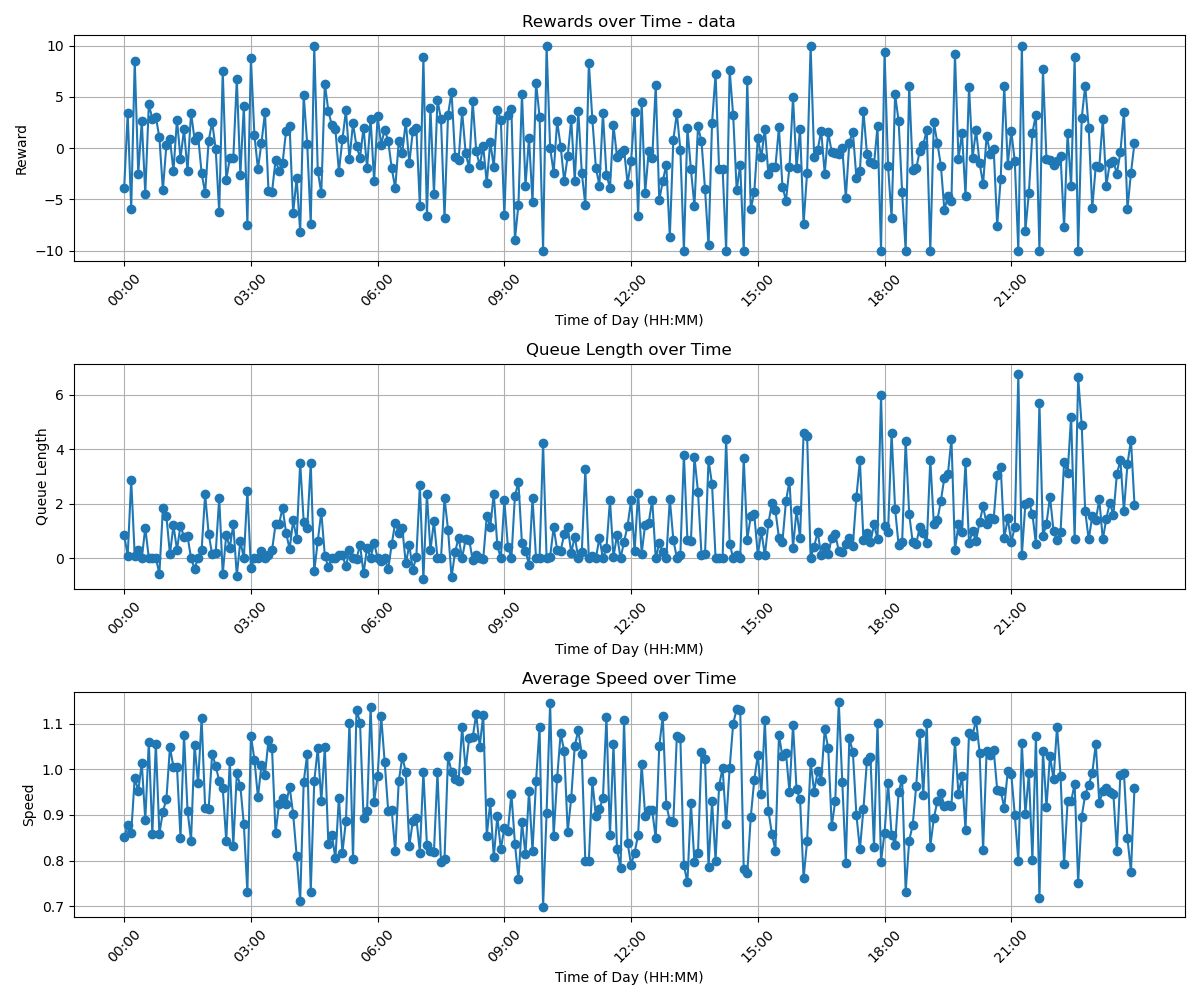 Rewards over Time - data
Reward
10
5
0
−5
−10
00:00 03:00 06:00 09:00 12:00 15:00 18:00 21:00
Time of Day (HH:MM)
Queue Length over Time
Queue Length
6
4
2
0
00:00 03:00 06:00 09:00 12:00 15:00 18:00 21:00
Time of Day (HH:MM)
Average Speed over Time
Speed
1.1
1.0
0.9
0.8
0.7
00:00 03:00 06:00 09:00 12:00 15:00 18:00 21:00
Time of Day (HH:MM)